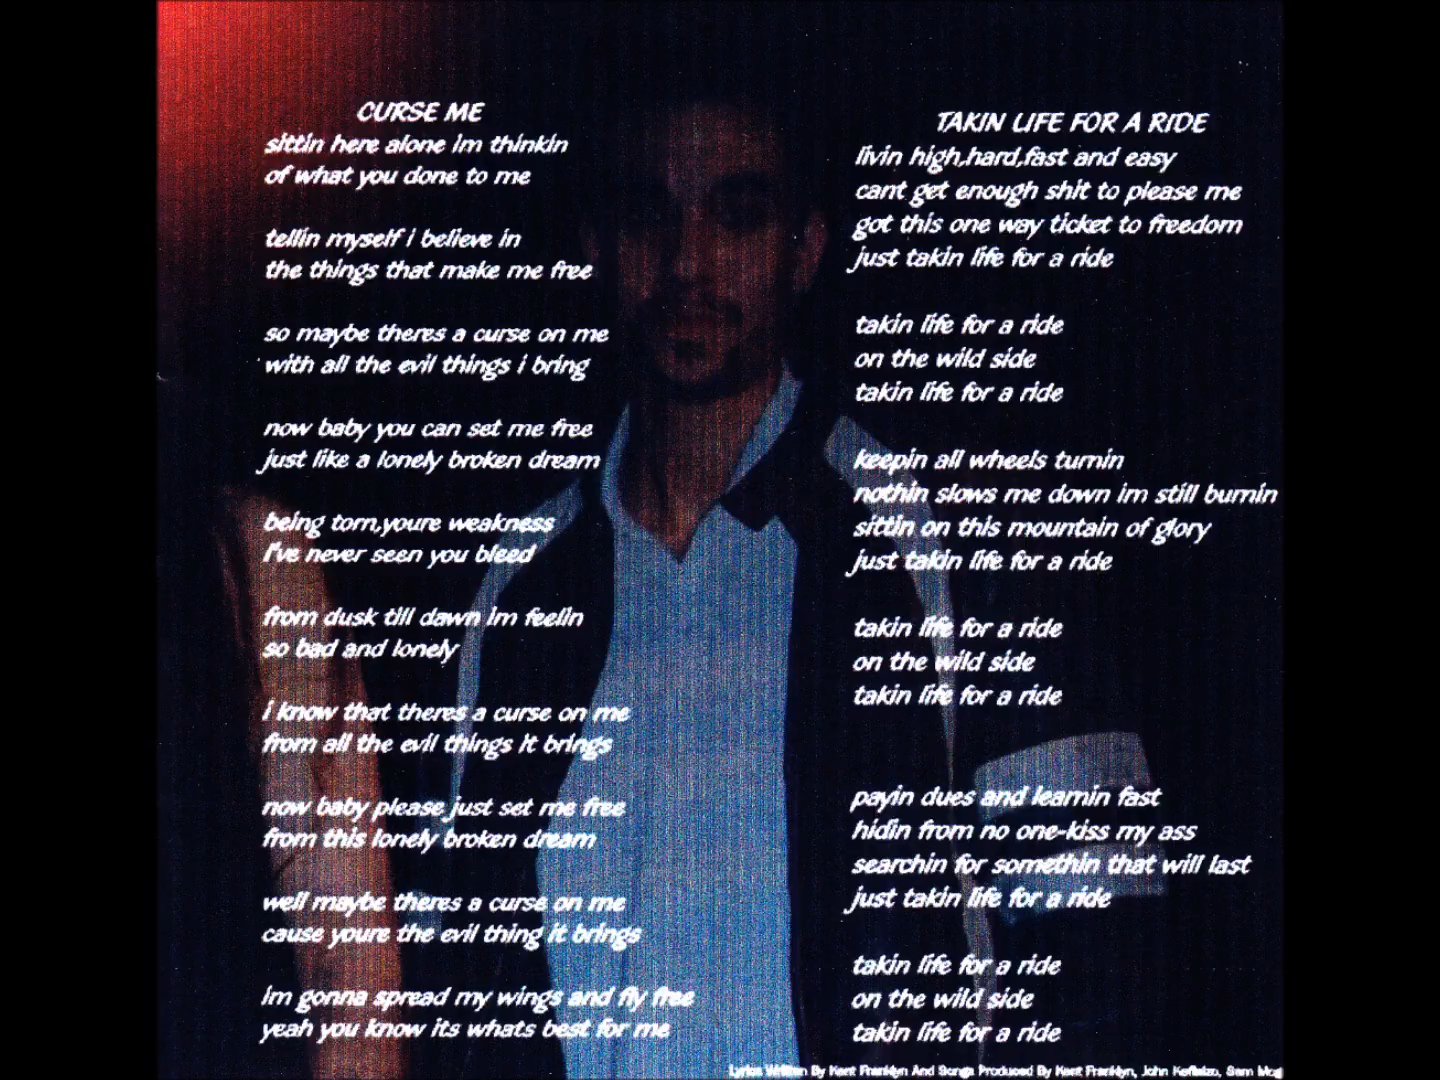 CURSE ME
sittin here alone im thinkin
of what you done to me
tellin myself i believe in
the things that make me free
so maybe theres a curse on me
with all the evil things i bring
now baby you can set me free
just like a lonely broken dream
being torn,youre weakness
I've never seen you bleed
from dusk till dawn im feelin
so bad and lonely
i know that theres a curse on me
from all the evil things it brings
now baby please just set me free
from this lonely broken dream
well maybe theres a curse on me
cause youre the evil thing it brings
im gonna spread my wings and fly free
yeah you know its whats best for me
TAKIN LIFE FOR A RIDE
livin high,hard,fast and easy
cant get enough shit to please me
got this one way ticket to freedom
just takin life for a ride
takin life for a ride
on the wild side
takin life for a ride
keepin all wheels turnin
nothin slows me down im still burnin
sittin on this mountain of glory
just takin life for a ride
takin life for a ride
on the wild side
takin life for a ride
payin dues and learnin fast
hidin from no one-kiss my ass
searchin for somethin that will last
just takin life for a ride
takin life for a ride
on the wild side
takin life for a ride
Lyrics Written By Kent Franklyn And Songs Produced By Kent Franklyn, John Sam